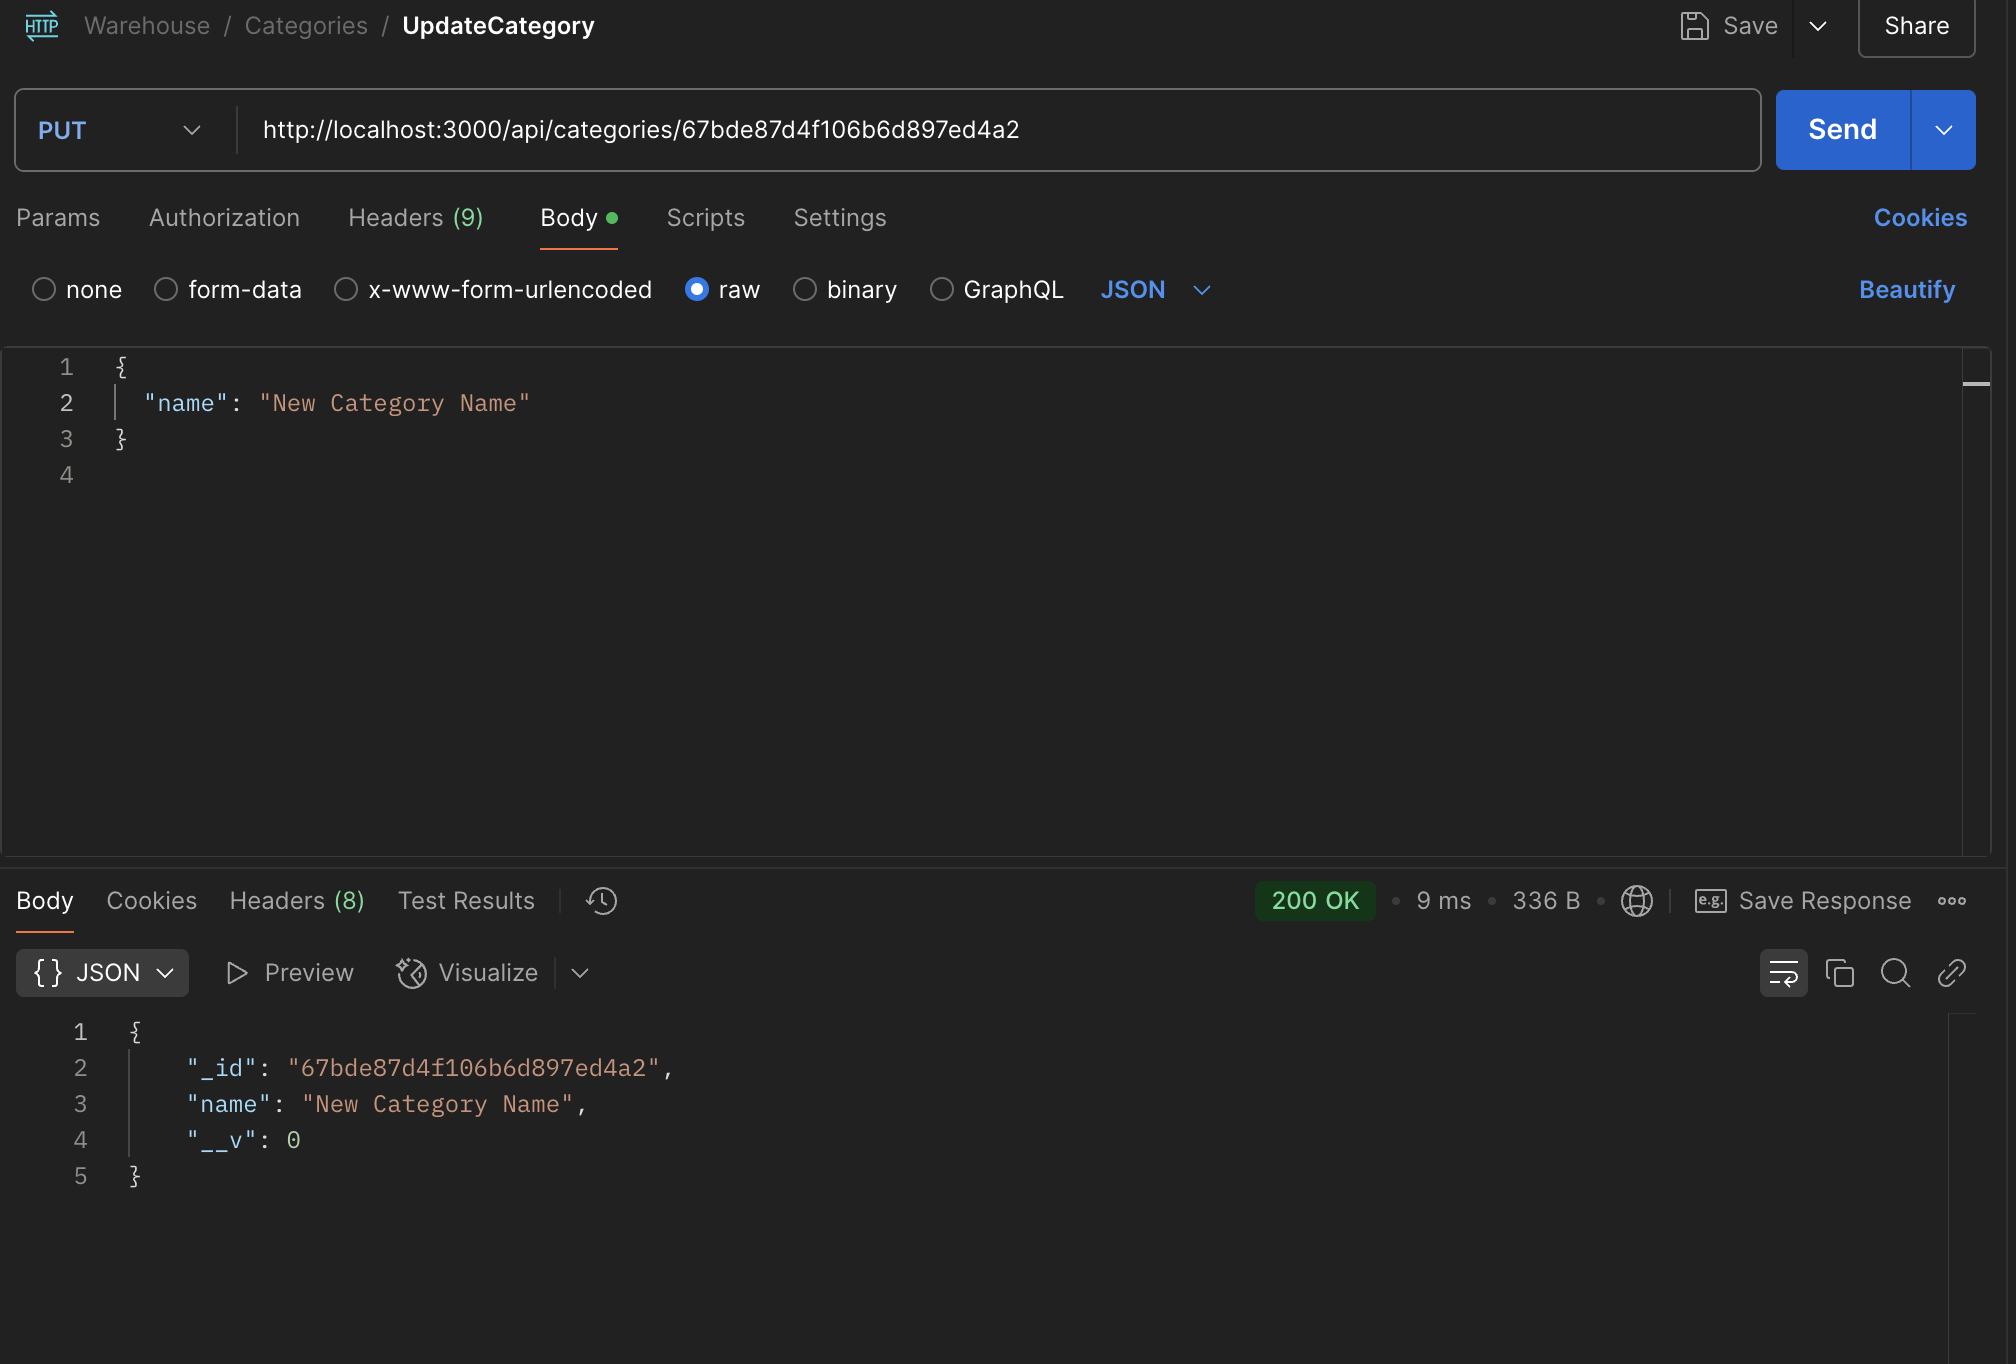 HTTP Warehouse / Categories / UpdateCategory Save Share
PUT http://localhost:3000/api/categories/67bde87d4f106b6d897ed4a2 Send
Params Authorization Headers (9) Body Scripts Settings Cookies
none form-data x-www-form-urlencoded raw binary GraphQL JSON Beautify
1 {
2 "name": "New Category Name"
3 }
4
Body Cookies Headers (8) Test Results 200 OK • 9 ms • 336 B • e.g. Save Response
{} JSON Preview Visualize
1 {
2 "_id": "67bde87d4f106b6d897ed4a2",
3 "name": "New Category Name",
4 "__v": 0
5 }